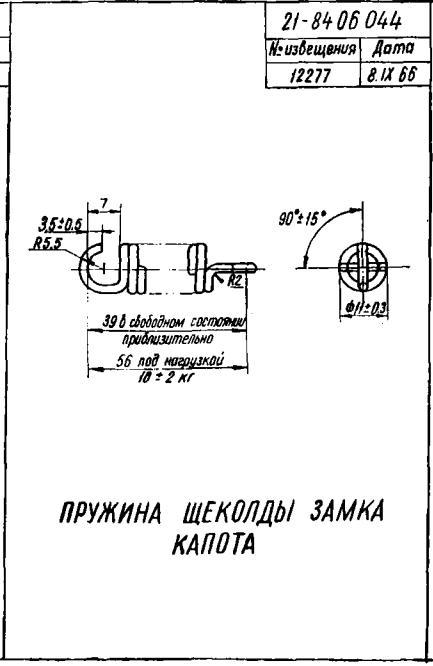 21-8406044
№ извещения Дата
12277 8.IX 66
7
3,5±0.5
R5.5
90°±15°
R2
Ф11±0.3
39 в свободном состоянии
приблизительно
56 под нагрузкой
18 ± 2 кг
ПРУЖИНА ЩЕКОЛДЫ ЗАМКА
КАПОТА